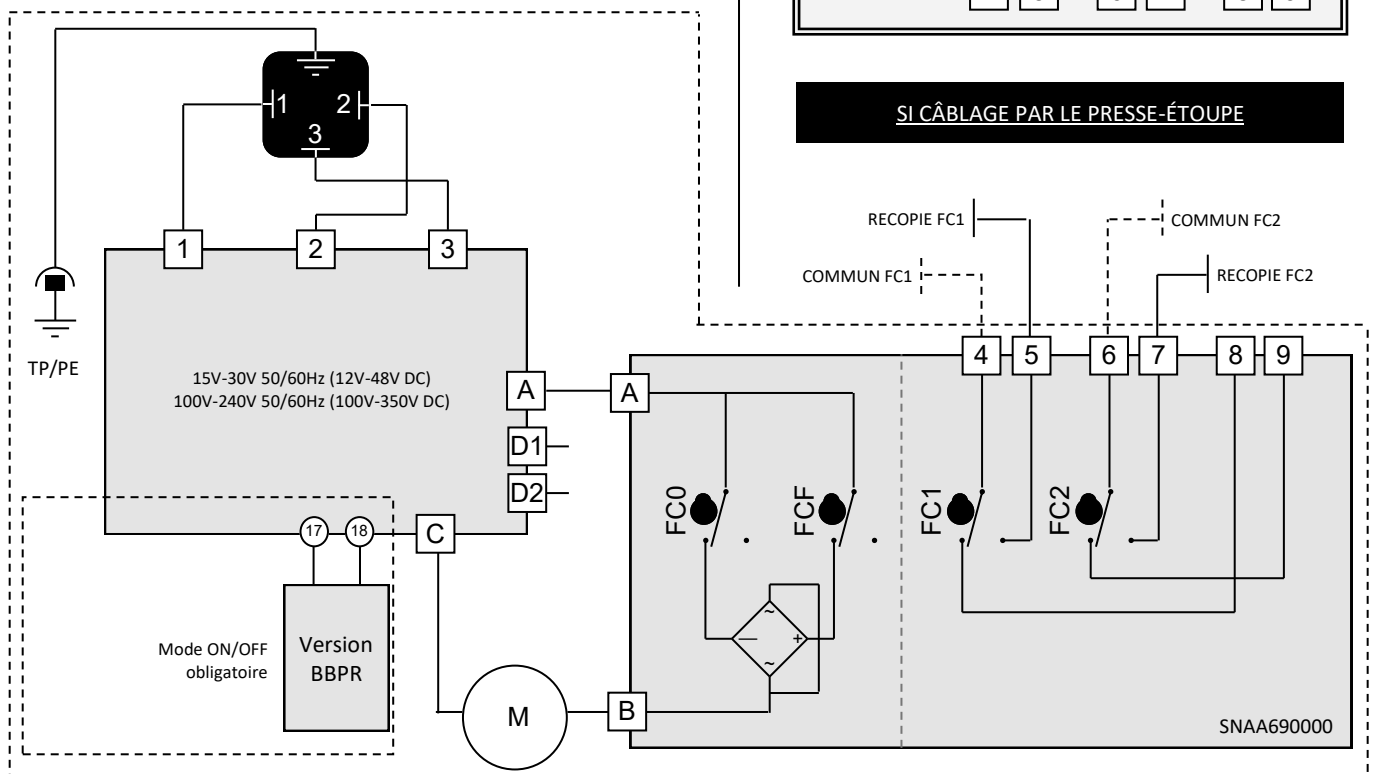 SI CÂBLAGE PAR LE PRESSE-ÉTOUPE
1 2
3
RECOPIE FC1
COMMUN FC2
COMMUN FC1
RECOPIE FC2
1 2 3
TP/PE
4 5 6 7 8 9
15V-30V 50/60Hz (12V-48V DC)
100V-240V 50/60Hz (100V-350V DC)
A
A
D1
D2
FC0
FCF
FC1
FC2
17 18
C
~
— +
~
Mode ON/OFF
obligatoire
Version
BBPR
M
B
SNAA690000